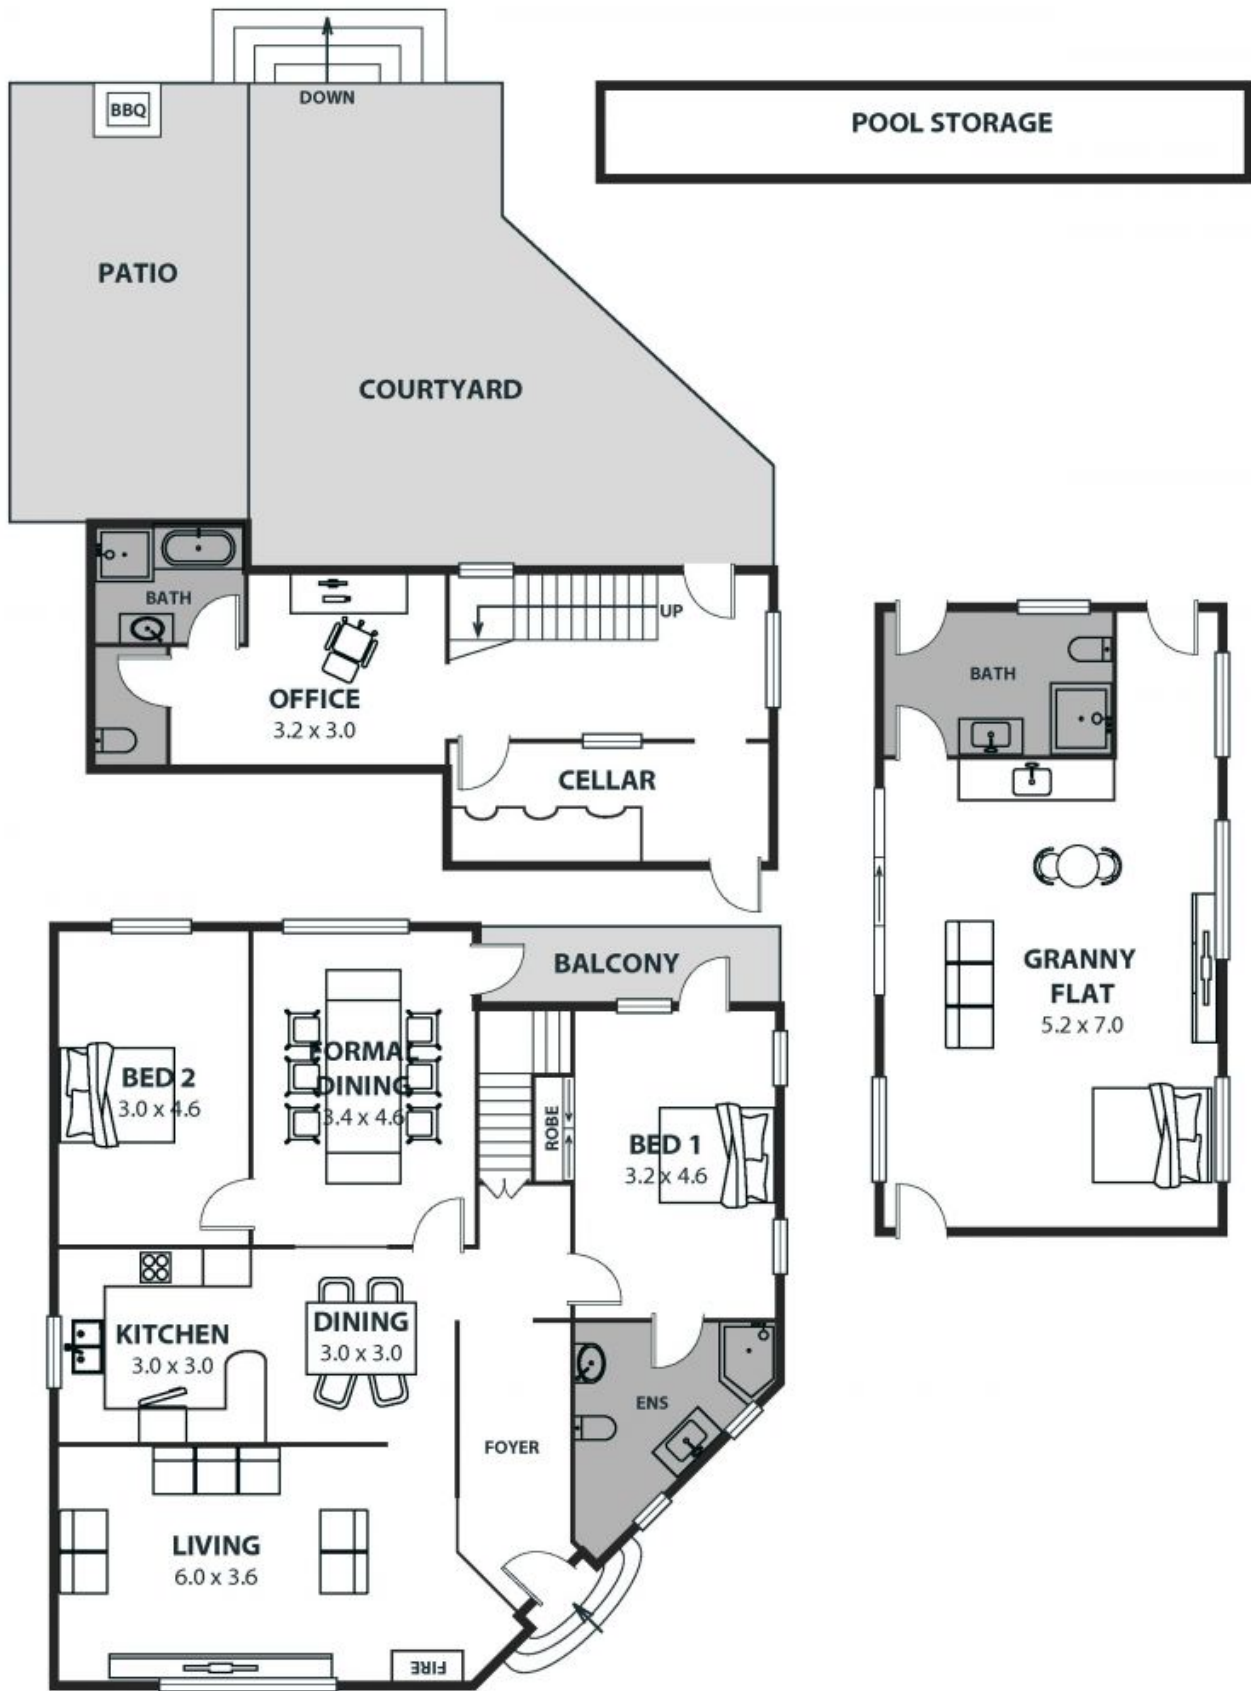 DOWN
BBQ
POOL STORAGE
PATIO
COURTYARD
BATH
UP
OFFICE
3.2 x 3.0
CELLAR
BATH
GRANNY
FLAT
5.2 x 7.0
BALCONY
BED 2
3.0 x 4.6
FORMAL
DINING
3.4 x 4.6
ROBE
BED 1
3.2 x 4.6
KITCHEN
3.0 x 3.0
DINING
3.0 x 3.0
ENS
FOYER
LIVING
6.0 x 3.6
FIRE